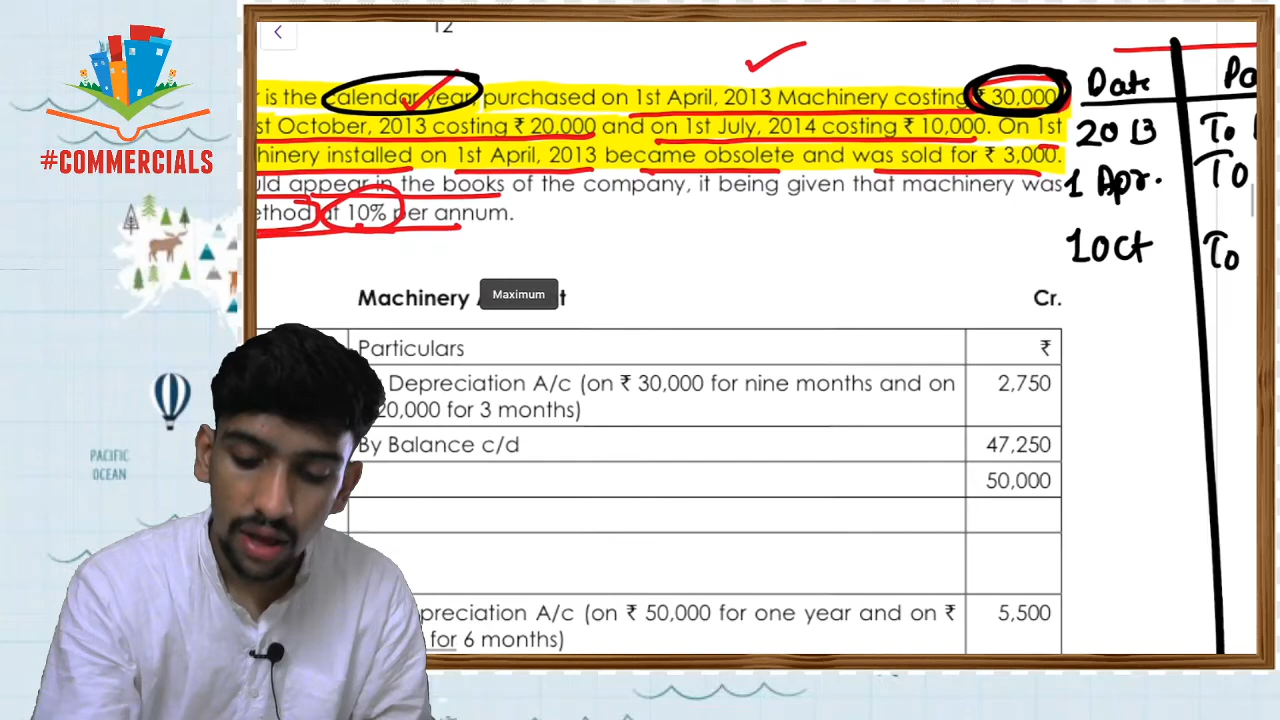 12
r is the calendar year, purchased on 1st April, 2013 Machinery costing ₹ 30,000
st October, 2013 costing ₹ 20,000 and on 1st July, 2014 costing ₹ 10,000. On 1st
hinery installed on 1st April, 2013 became obsolete and was sold for ₹ 3,000.
uld appear in the books of the company, it being given that machinery was
ethod at 10% per annum.
#COMMERCIALS
Date Pa
2013 To
1 Apr. To
1 Oct To
Machinery A t Cr.
Maximum
Particulars ₹
Depreciation A/c (on ₹ 30,000 for nine months and on 2,750
20,000 for 3 months)
By Balance c/d 47,250
50,000
preciation A/c (on ₹ 50,000 for one year and on ₹ 5,500
for 6 months)
PACIFIC
OCEAN